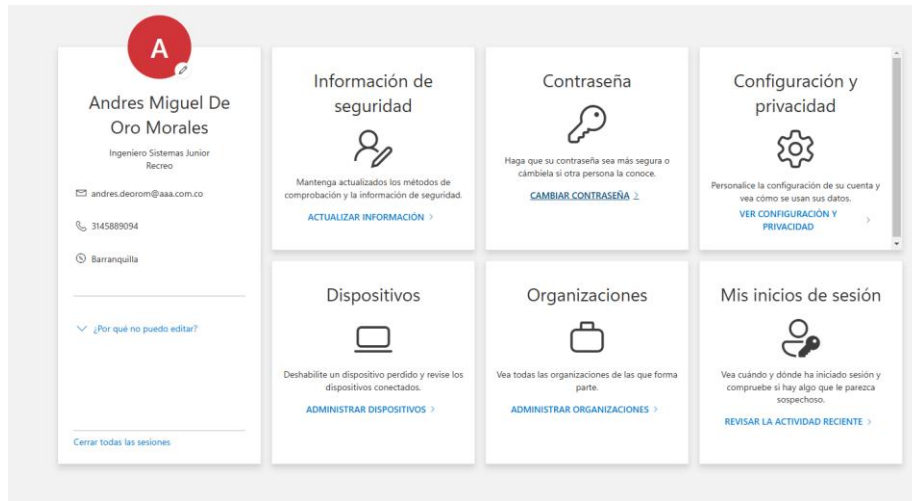 A
Andres Miguel De
Oro Morales
Ingeniero Sistemas Junior
Recreo
andres.deorom@aaa.com.co
3145889094
Barranquilla
¿Por qué no puedo editar?
Cerrar todas las sesiones
Información de
seguridad
Mantenga actualizados los métodos de
comprobación y la información de seguridad.
ACTUALIZAR INFORMACIÓN >
Contraseña
Haga que su contraseña sea más segura o
cámbiela si otra persona la conoce.
CAMBIAR CONTRASEÑA >
Configuración y
privacidad
Personalice la configuración de su cuenta y
vea cómo se usan sus datos.
VER CONFIGURACIÓN Y
PRIVACIDAD >
Dispositivos
Deshabilite un dispositivo perdido y revise los
dispositivos conectados.
ADMINISTRAR DISPOSITIVOS >
Organizaciones
Vea todas las organizaciones de las que forma
parte.
ADMINISTRAR ORGANIZACIONES >
Mis inicios de sesión
Vea cuándo y dónde ha iniciado sesión y
compruebe si hay algo que le parezca
sospechoso.
REVISAR LA ACTIVIDAD RECIENTE >